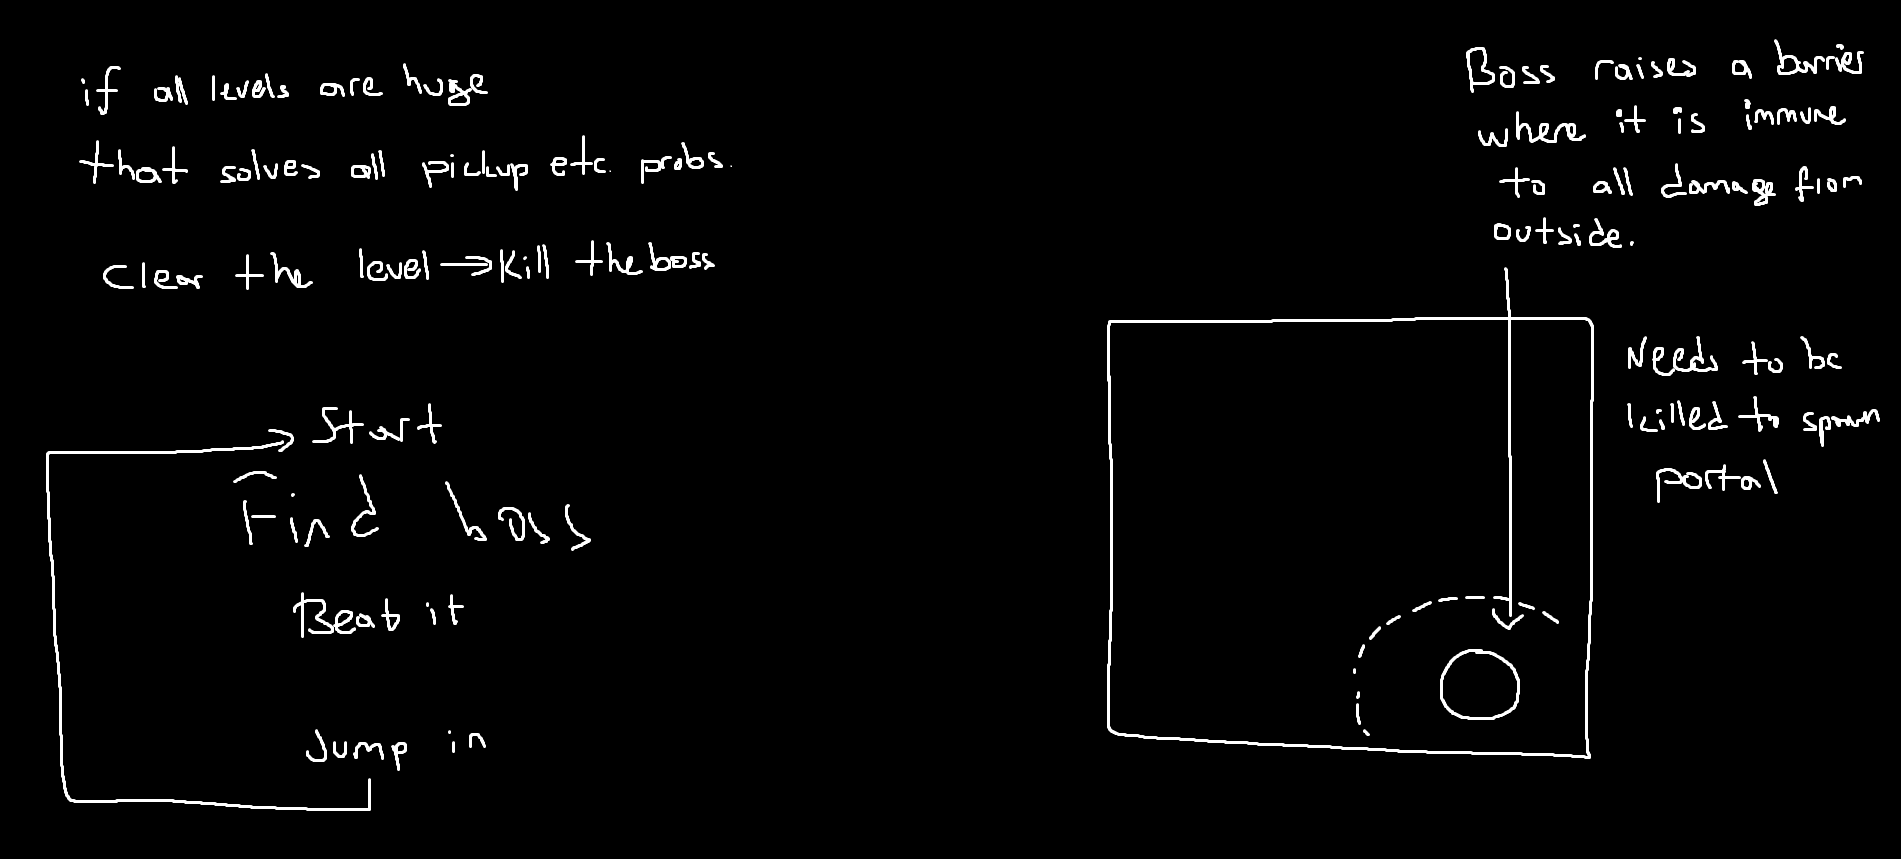 if all levels are huge
that solves all pickup etc. probs.
Clear the level → Kill the boss
Start
Find boss
Beat it
Jump in
Boss raises a barrier
where it is immune
to all damage from
outside.
Needs to be
killed to spawn
portal